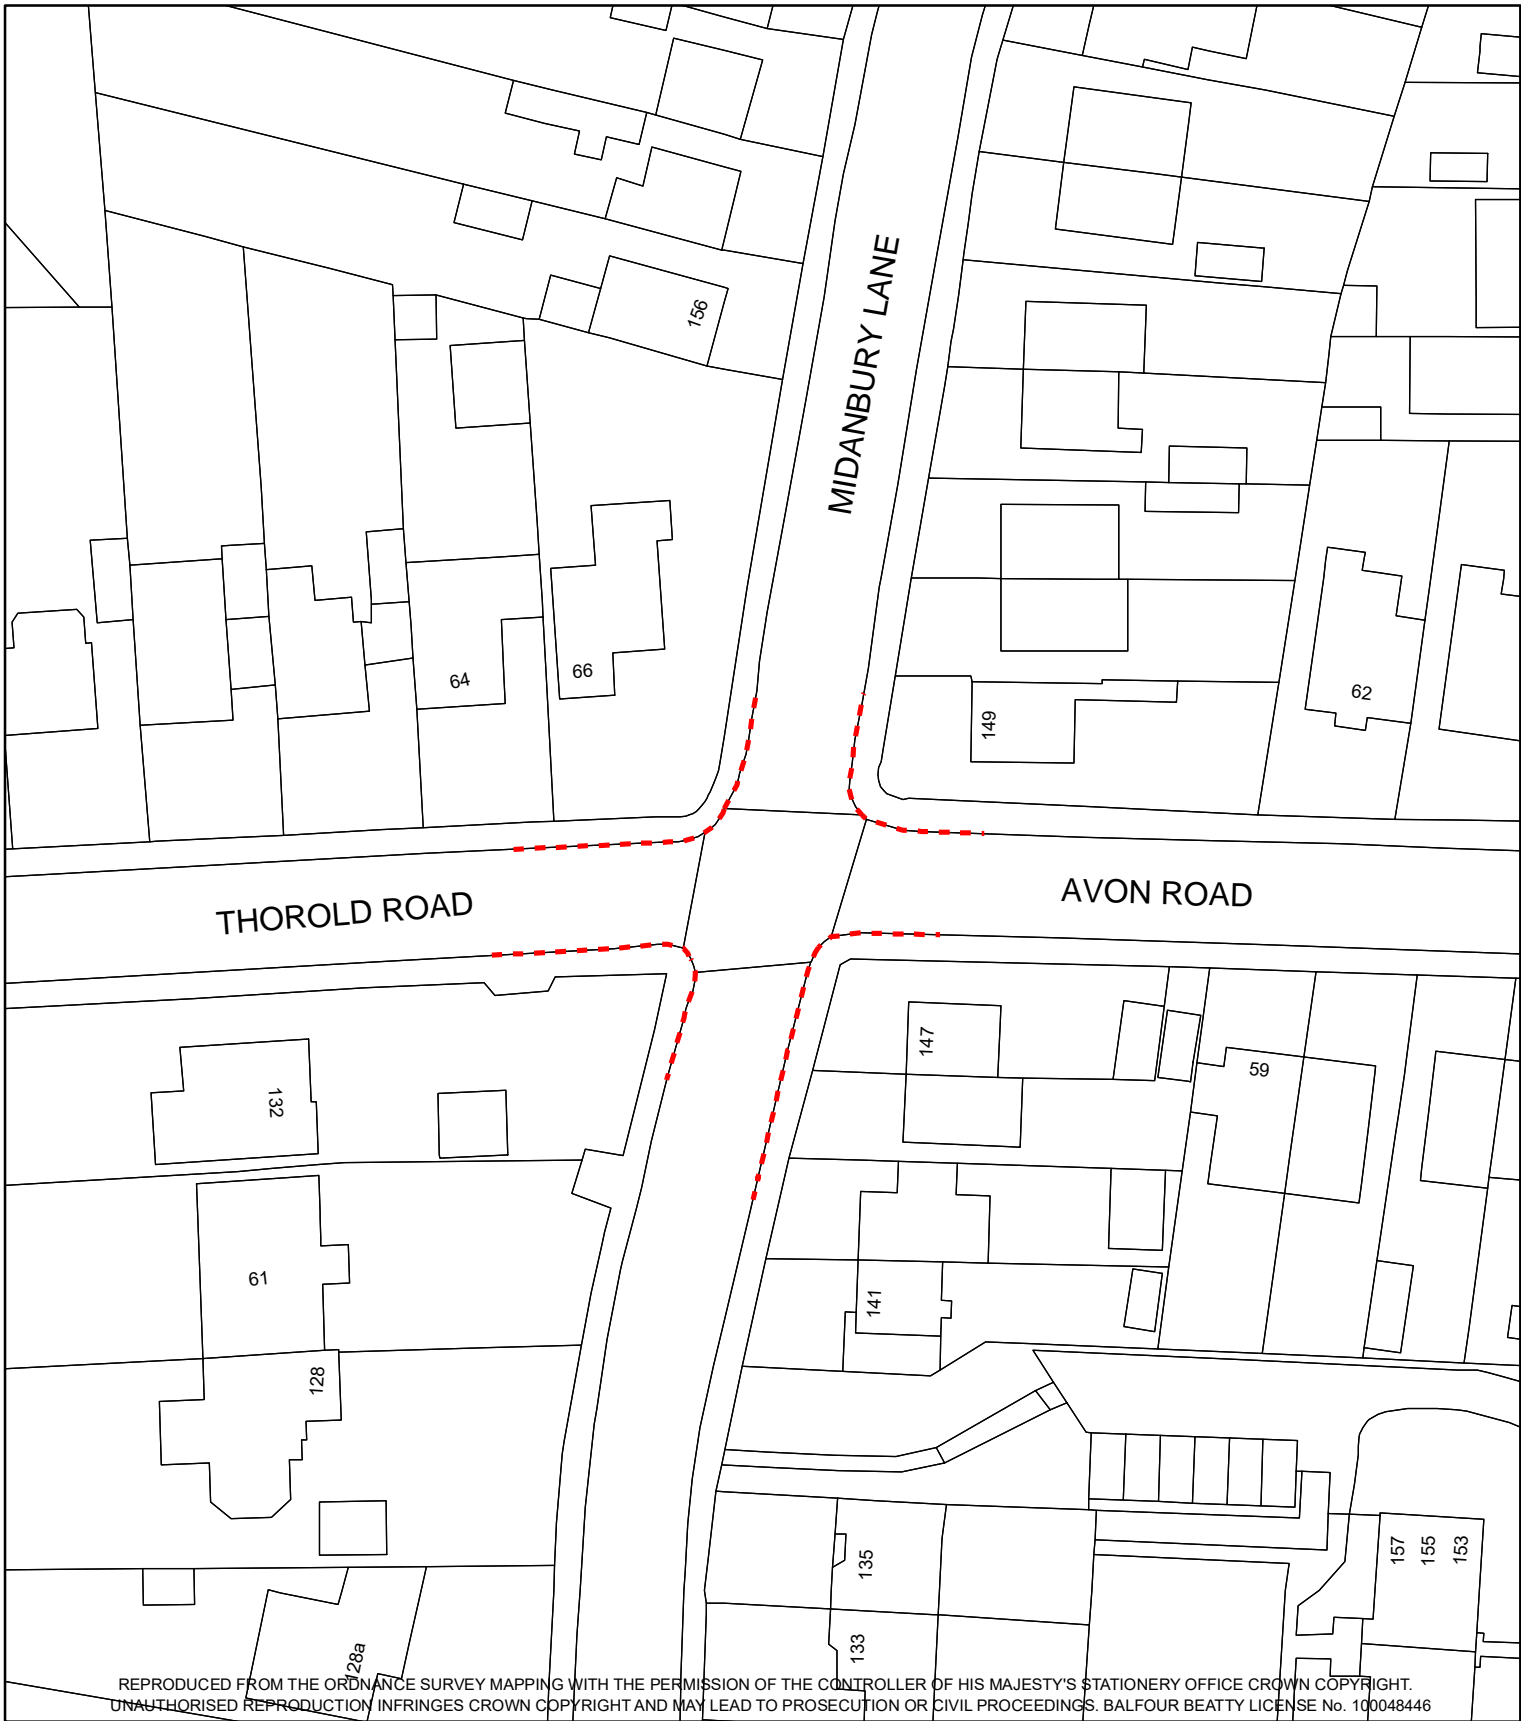 156
MIDANBURY LANE
64
66
149
62
THOROLD ROAD
AVON ROAD
132
147
59
61
141
128
135
157
155
153
133
128a
REPRODUCED FROM THE ORDNANCE SURVEY MAPPING WITH THE PERMISSION OF THE CONTROLLER OF HIS MAJESTY'S STATIONERY OFFICE CROWN COPYRIGHT.
UNAUTHORISED REPRODUCTION INFRINGES CROWN COPYRIGHT AND MAY LEAD TO PROSECUTION OR CIVIL PROCEEDINGS. BALFOUR BEATTY LICENSE No. 100048446